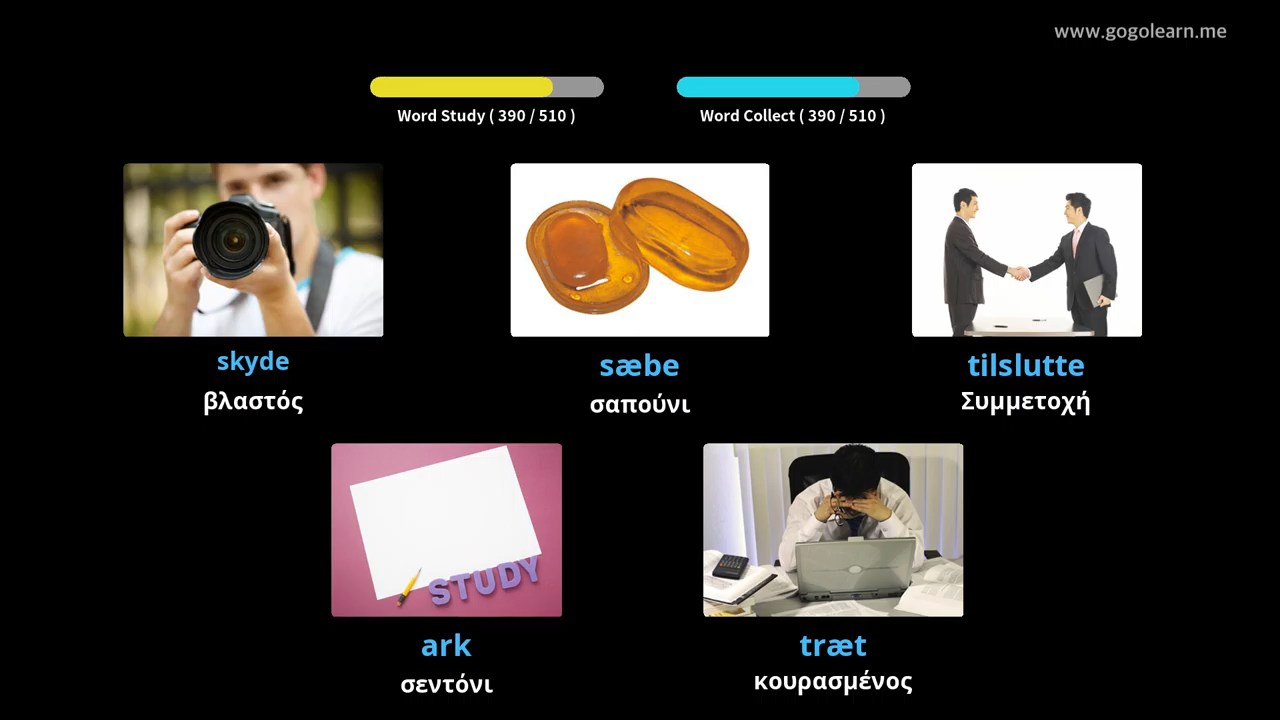 www.gogolearn.me
Word Study ( 390 / 510 )
Word Collect ( 390 / 510 )
skyde
βλαστός
sæbe
σαπούνι
tilslutte
Συμμετοχή
STUDY
ark
σεντόνι
træt
κουρασμένος